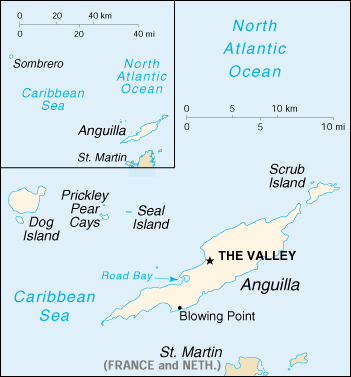 0 20 40 km
0 20 40 mi
Sombrero
North
Atlantic
Ocean
Caribbean
Sea
Anguilla
St. Martin
North
Atlantic
Ocean
0 5 10 km
0 5 10 mi
Scrub
Island
Prickley
Pear
Cays
Seal
Island
Dog
Island
THE VALLEY
Road Bay
Anguilla
Caribbean
Sea
Blowing Point
St. Martin
(FRANCE and NETH.)